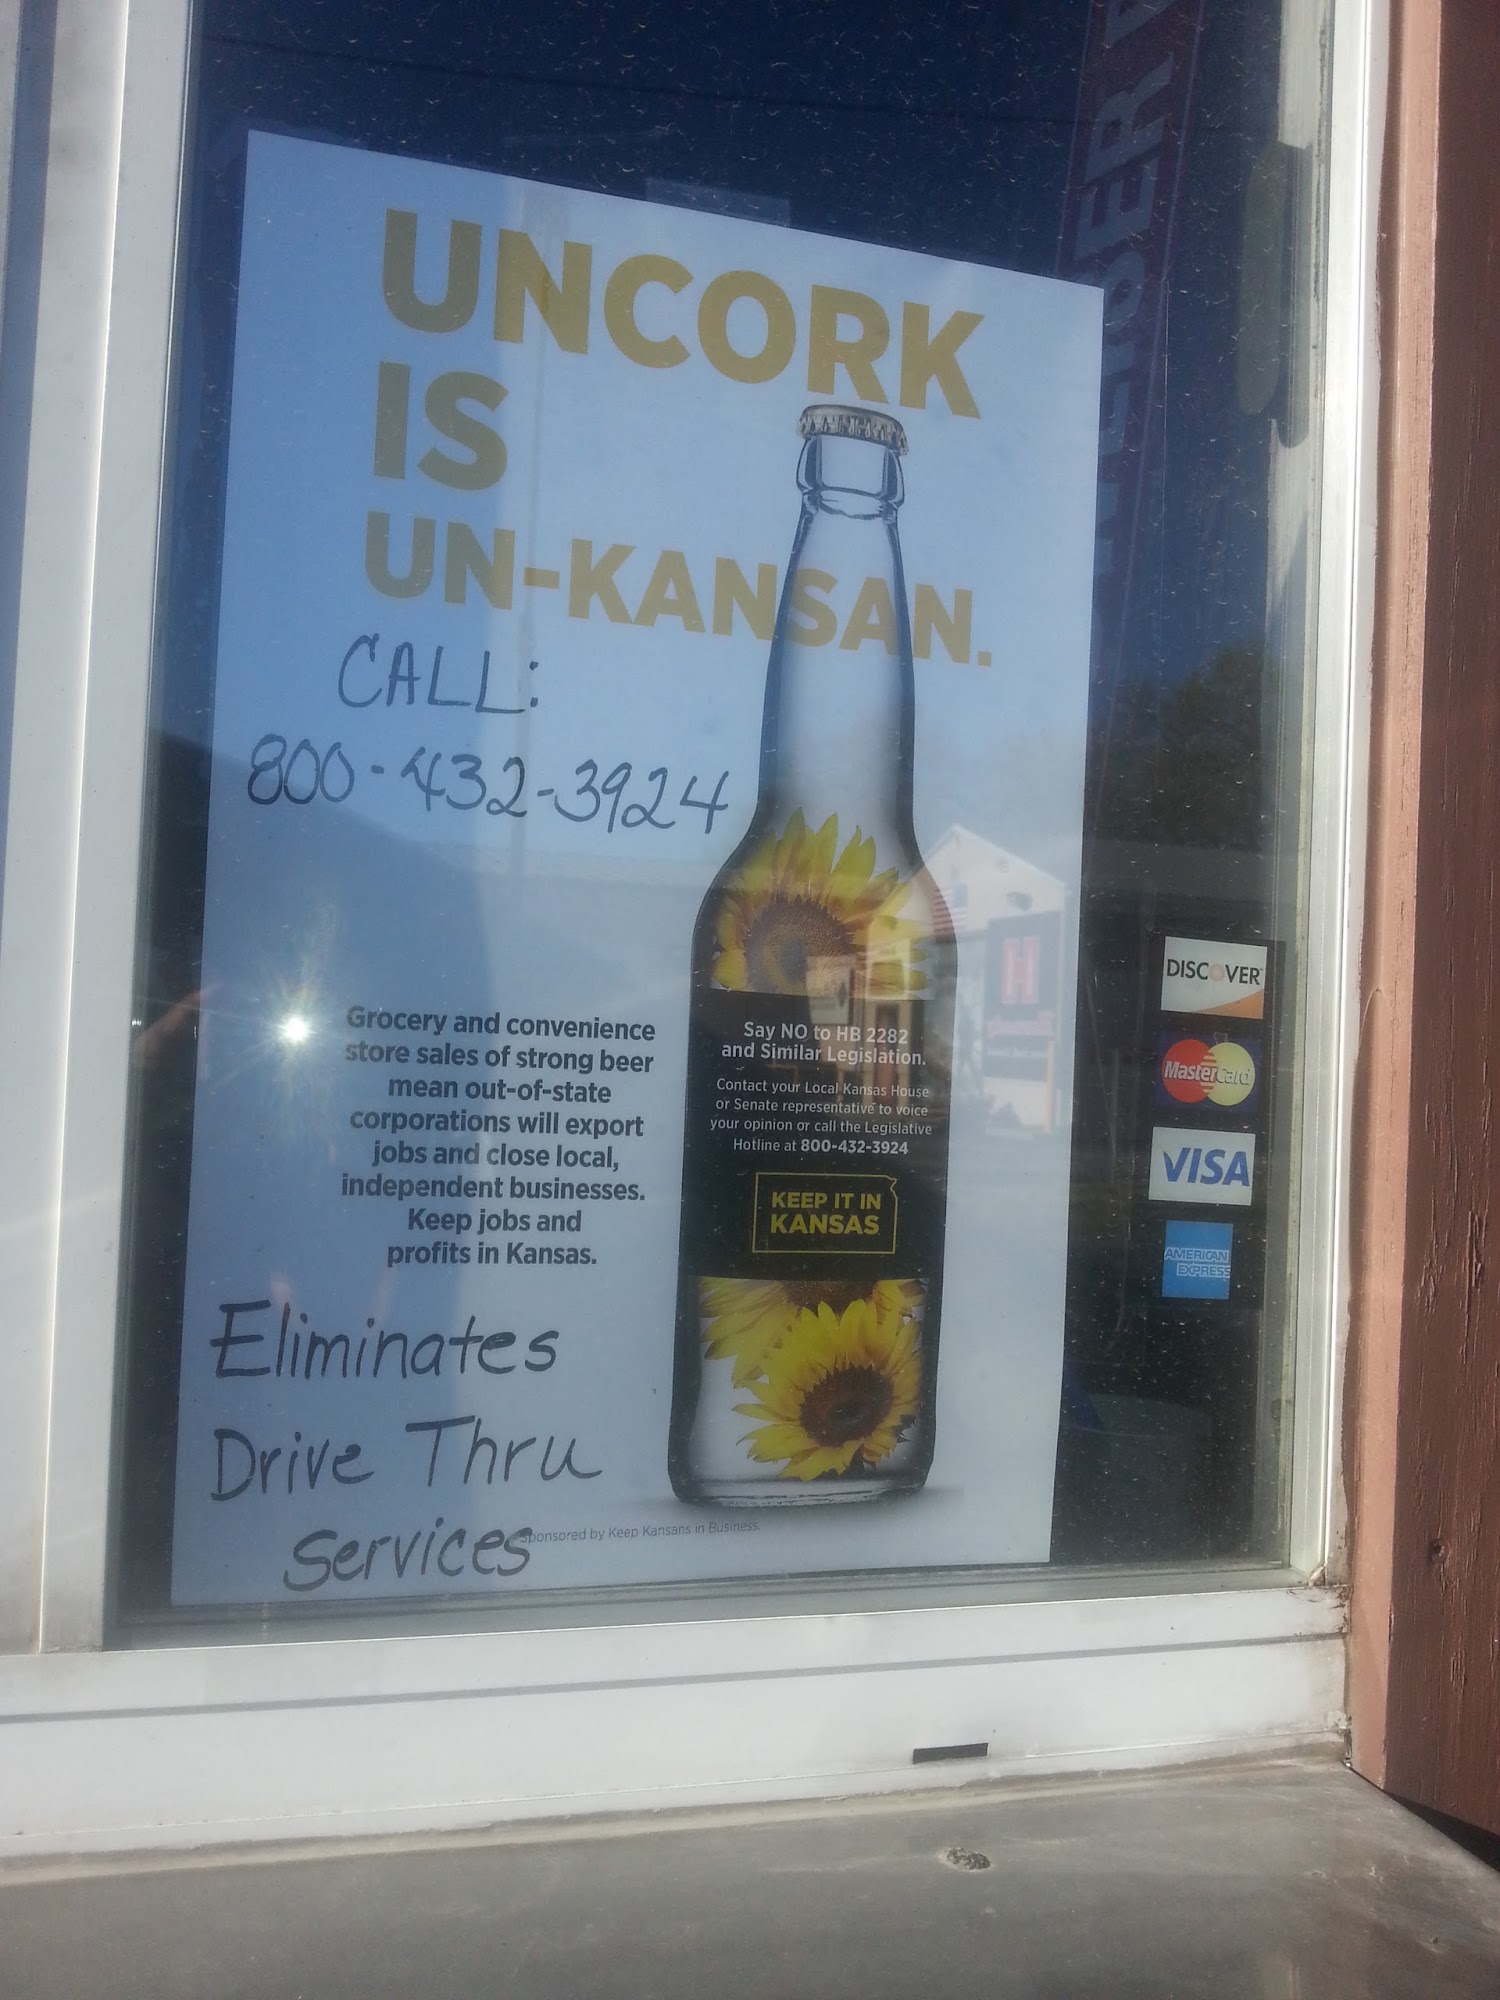 UNCORK
IS
UN-KANSAN.
CALL:
800-432-3924
Grocery and convenience
store sales of strong beer
mean out-of-state
corporations will export
jobs and close local,
independent businesses.
Keep jobs and
profits in Kansas.
Say NO to HB 2282
and Similar Legislation.
Contact your Local Kansas House
or Senate representative to voice
your opinion or call the Legislative
Hotline at 800-432-3924
KEEP IT IN
KANSAS
Eliminates
Drive Thru
Services
Sponsored by Keep Kansans in Business.
DISCOVER
MasterCard
VISA
AMERICAN
EXPRESS
H